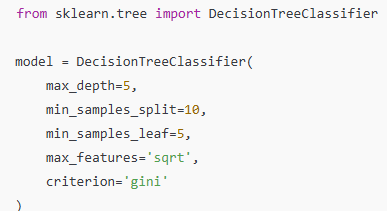 from sklearn.tree import DecisionTreeClassifier
model = DecisionTreeClassifier(
    max_depth=5,
    min_samples_split=10,
    min_samples_leaf=5,
    max_features='sqrt',
    criterion='gini'
)